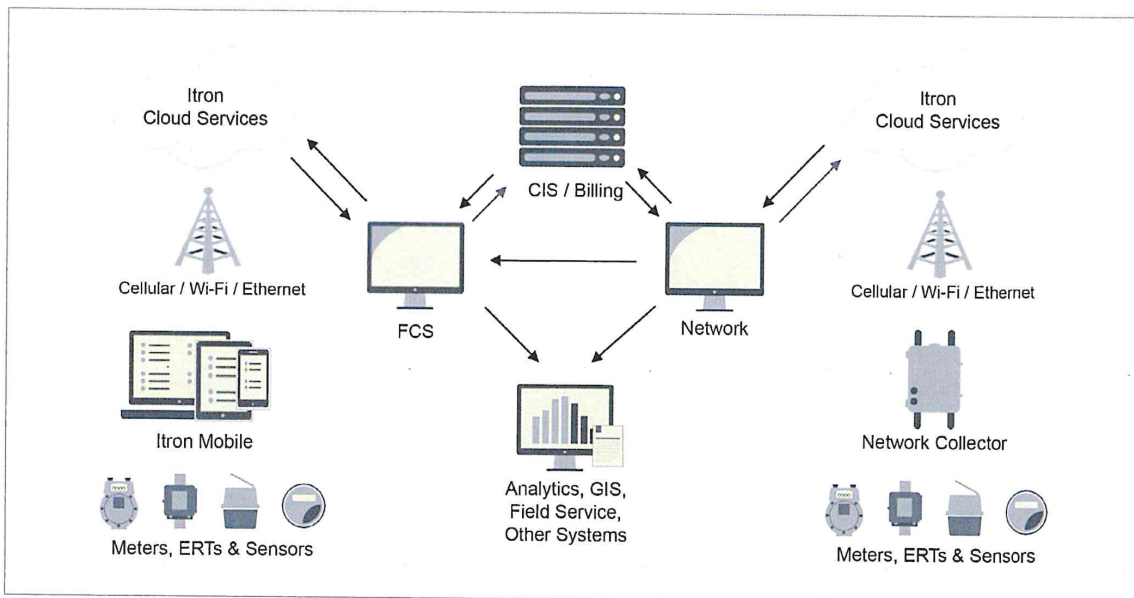 Itron
Cloud Services
Itron
Cloud Services
CIS / Billing
Cellular / Wi-Fi / Ethernet
Cellular / Wi-Fi / Ethernet
FCS
Network
Itron Mobile
Network Collector
Analytics, GIS,
Field Service,
Other Systems
Meters, ERTs & Sensors
Meters, ERTs & Sensors